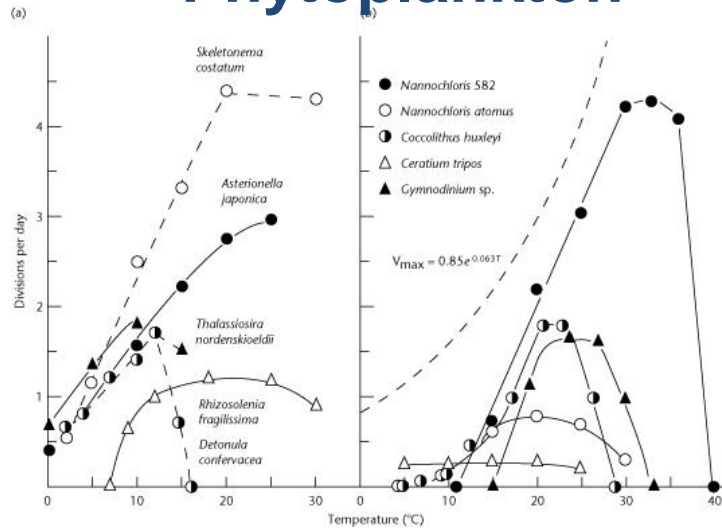 Phytoplankton
(a)
(b)
Skeletonema
costatum
Asterionella
japonica
Thalassiosira
nordenskioeldii
Rhizosolenia
fragilissima
Detonula
confervacea
Nannochloris 582
Nannochloris atomus
Coccolithus huxleyi
Ceratium tripos
Gymnodinium sp.
Vmax = 0.85e0.063T
Divisions per day
4
3
2
1
0
10
20
30
0
10
20
30
40
Temperature (°C)